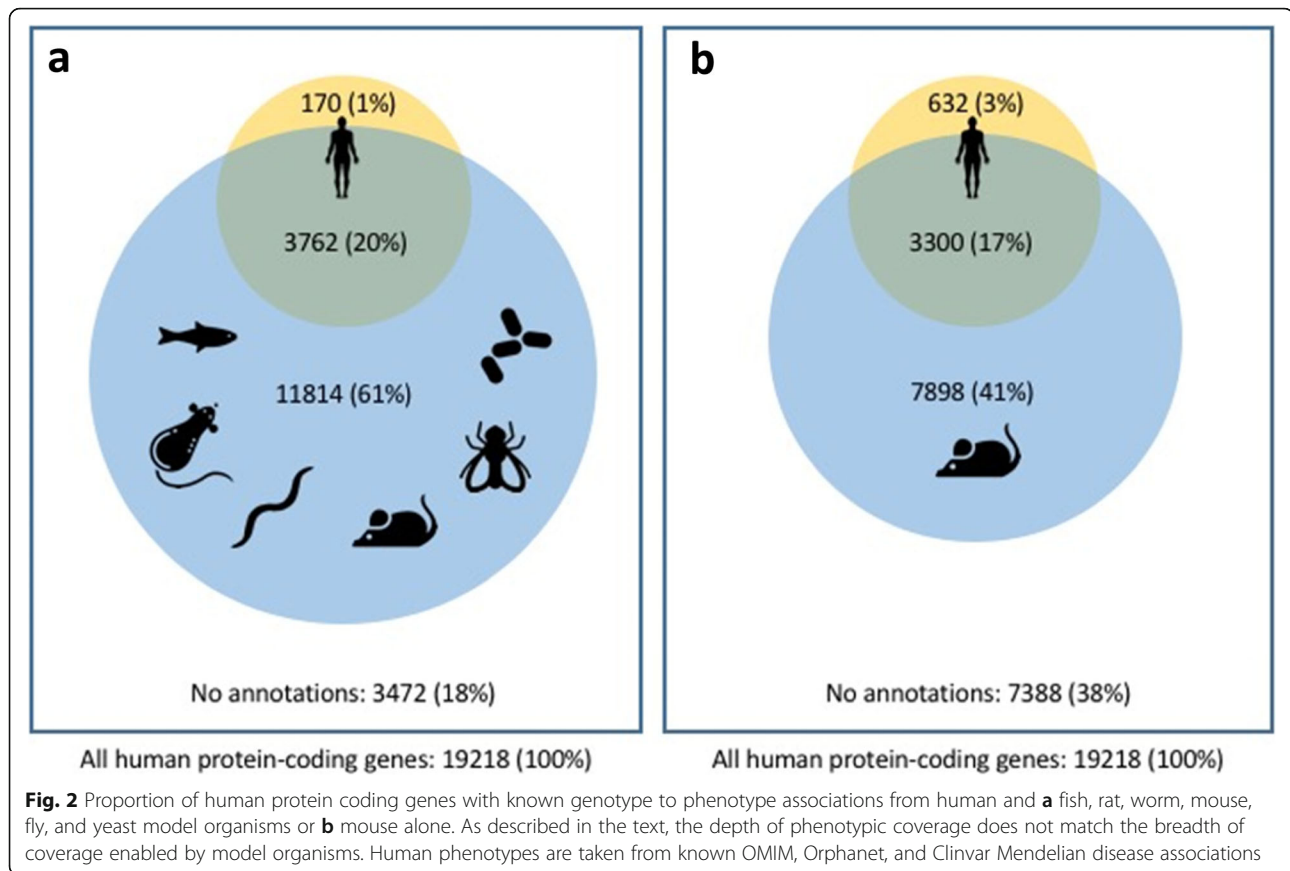 a
170 (1%)
3762 (20%)
11814 (61%)
No annotations: 3472 (18%)
All human protein-coding genes: 19218 (100%)
b
632 (3%)
3300 (17%)
7898 (41%)
No annotations: 7388 (38%)
All human protein-coding genes: 19218 (100%)
Fig. 2 Proportion of human protein coding genes with known genotype to phenotype associations from human and a fish, rat, worm, mouse,
fly, and yeast model organisms or b mouse alone. As described in the text, the depth of phenotypic coverage does not match the breadth of
coverage enabled by model organisms. Human phenotypes are taken from known OMIM, Orphanet, and Clinvar Mendelian disease associations